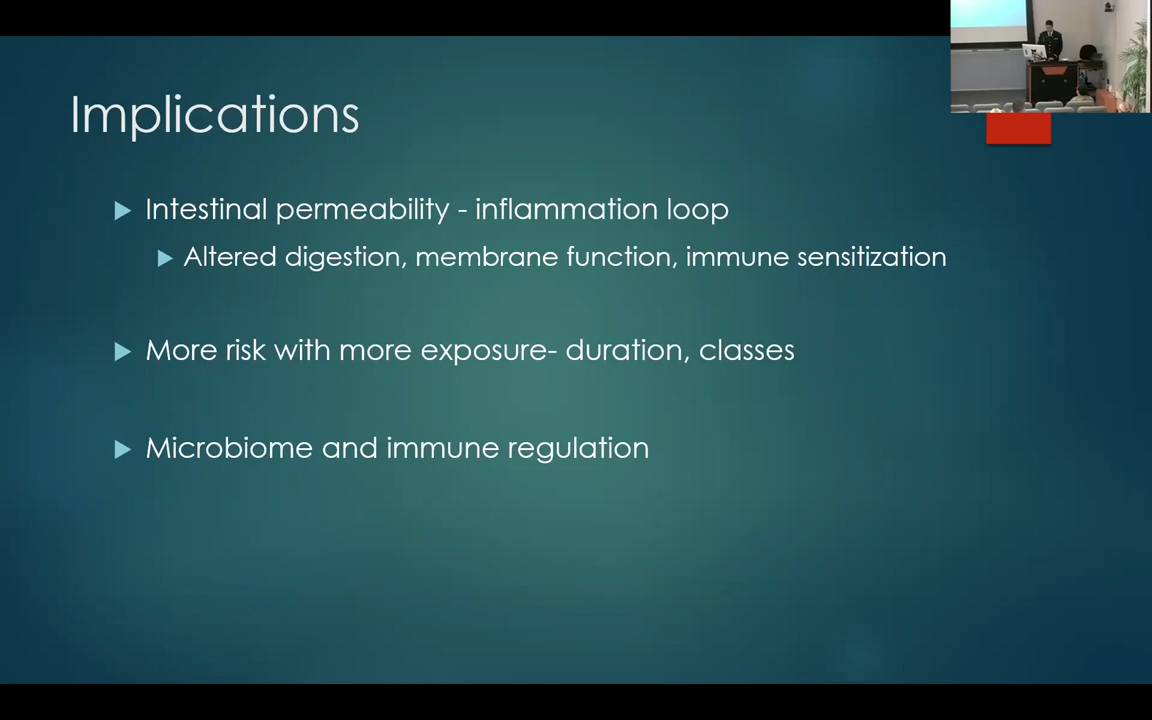 Implications
Intestinal permeability - inflammation loop
Altered digestion, membrane function, immune sensitization
More risk with more exposure- duration, classes
Microbiome and immune regulation